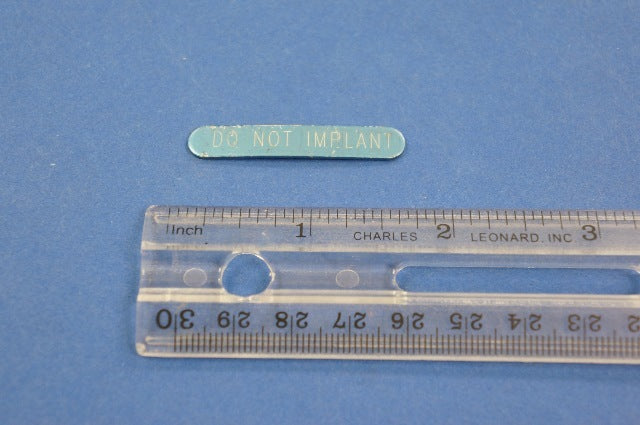 DO NOT IMPLANT
Inch 1 2 3
CHARLES LEONARD, INC
0 30 29 28 27 26 25 24 23